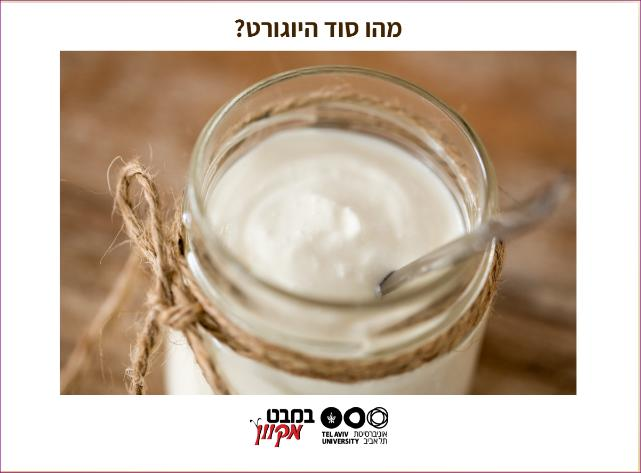 מהו סוד היוגורט?
במבט
מקוון
TEL AVIV אוניברסיטת
UNIVERSITY תל אביב